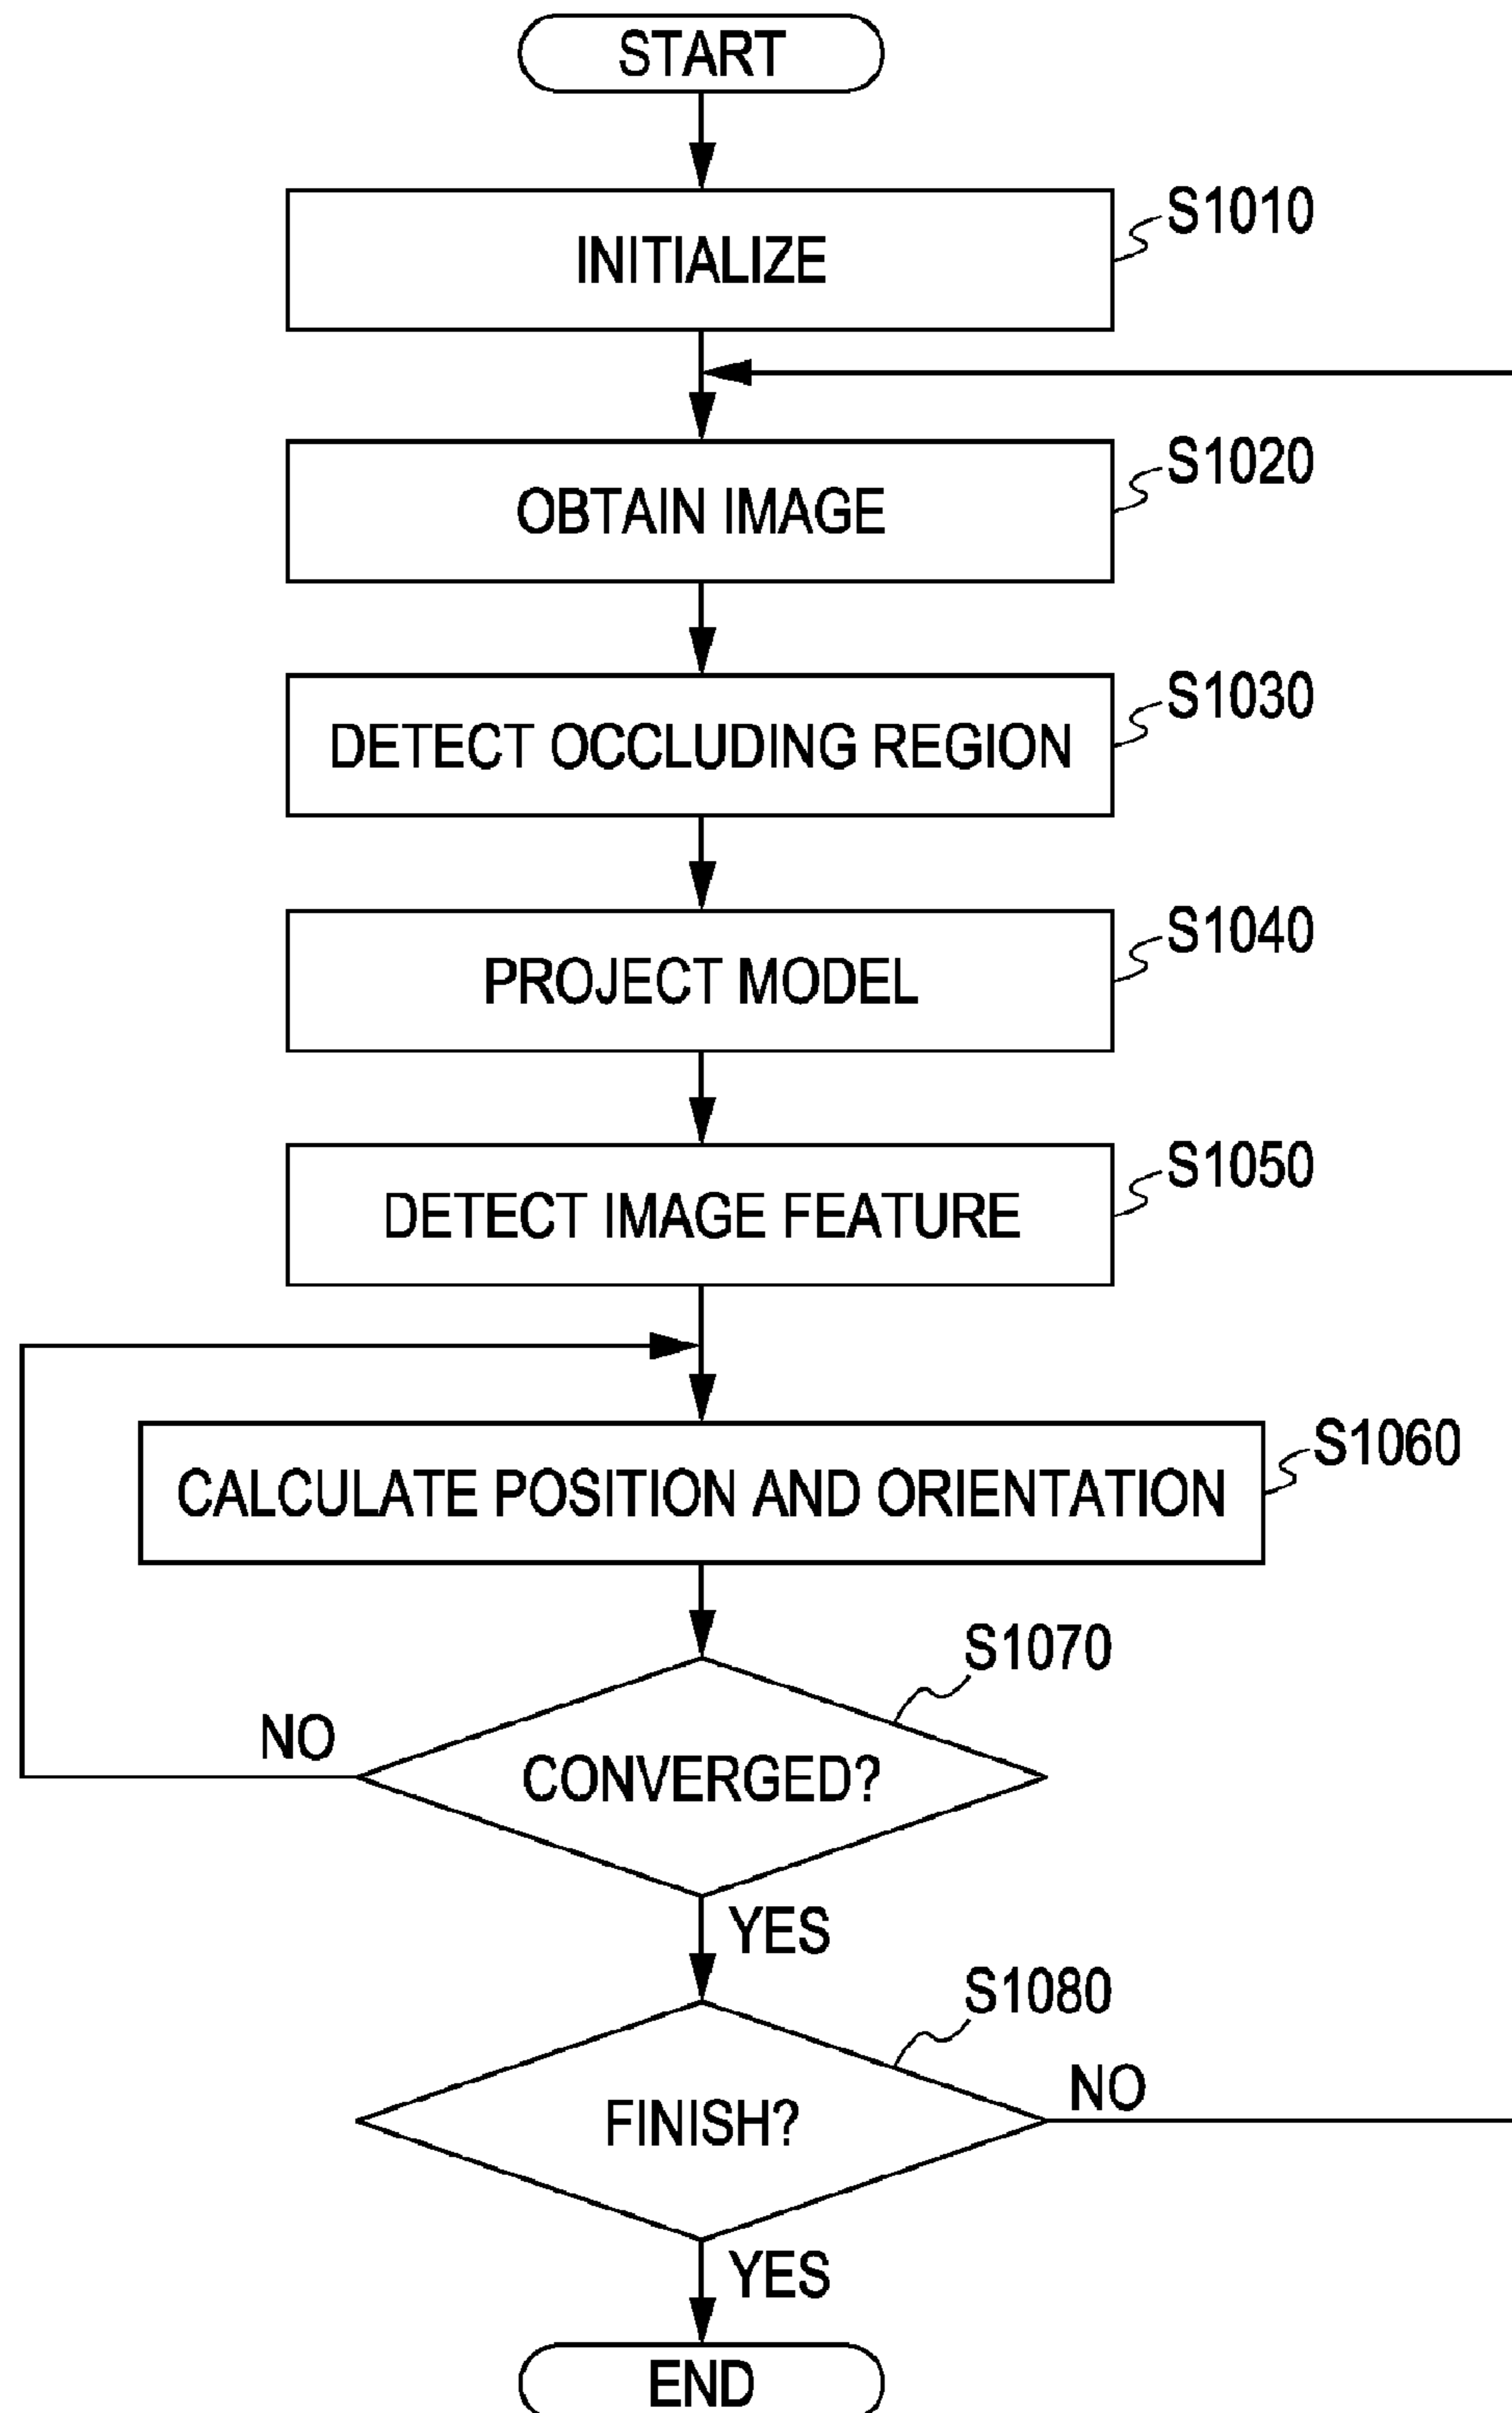 START
INITIALIZE
S1010
OBTAIN IMAGE
S1020
DETECT OCCLUDING REGION
S1030
PROJECT MODEL
S1040
DETECT IMAGE FEATURE
S1050
CALCULATE POSITION AND ORIENTATION
S1060
S1070
NO
CONVERGED?
YES
S1080
NO
FINISH?
YES
END